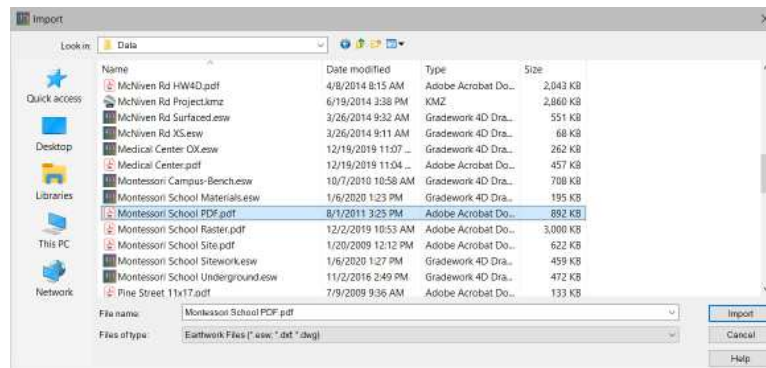 Import
Look in: Data
Name Date modified Type Size
McNiven Rd HW4D.pdf 4/8/2014 8:15 AM Adobe Acrobat Do... 2,043 KB
McNiven Rd Project.kmz 6/19/2014 3:38 PM KMZ 2,860 KB
McNiven Rd Surfaced.esw 3/26/2014 9:32 AM Gradework 4D Dra... 551 KB
McNiven Rd XS.esw 3/26/2014 9:11 AM Gradework 4D Dra... 68 KB
Medical Center OX.esw 12/19/2019 11:07 ... Gradework 4D Dra... 262 KB
Medical Center.pdf 12/19/2019 11:04 ... Adobe Acrobat Do... 457 KB
Montessori Campus-Bench.esw 10/7/2010 10:58 AM Gradework 4D Dra... 708 KB
Montessori School Materials.esw 1/6/2020 1:23 PM Gradework 4D Dra... 195 KB
Montessori School PDF.pdf 8/1/2011 3:25 PM Adobe Acrobat Do... 892 KB
Montessori School Raster.pdf 12/2/2019 10:53 AM Adobe Acrobat Do... 3,000 KB
Montessori School Site.pdf 1/20/2009 12:12 PM Adobe Acrobat Do... 622 KB
Montessori School Sitework.esw 1/6/2020 1:27 PM Gradework 4D Dra... 459 KB
Montessori School Underground.esw 11/2/2016 2:49 PM Gradework 4D Dra... 472 KB
Pine Street 11x17.pdf 7/9/2009 9:36 AM Adobe Acrobat Do... 133 KB
Quick access
Desktop
Libraries
This PC
Network
File name: Montessori School PDF.pdf Import
Files of type: Earthwork Files (*.esw; *.dxf *.dwg) Cancel
Help